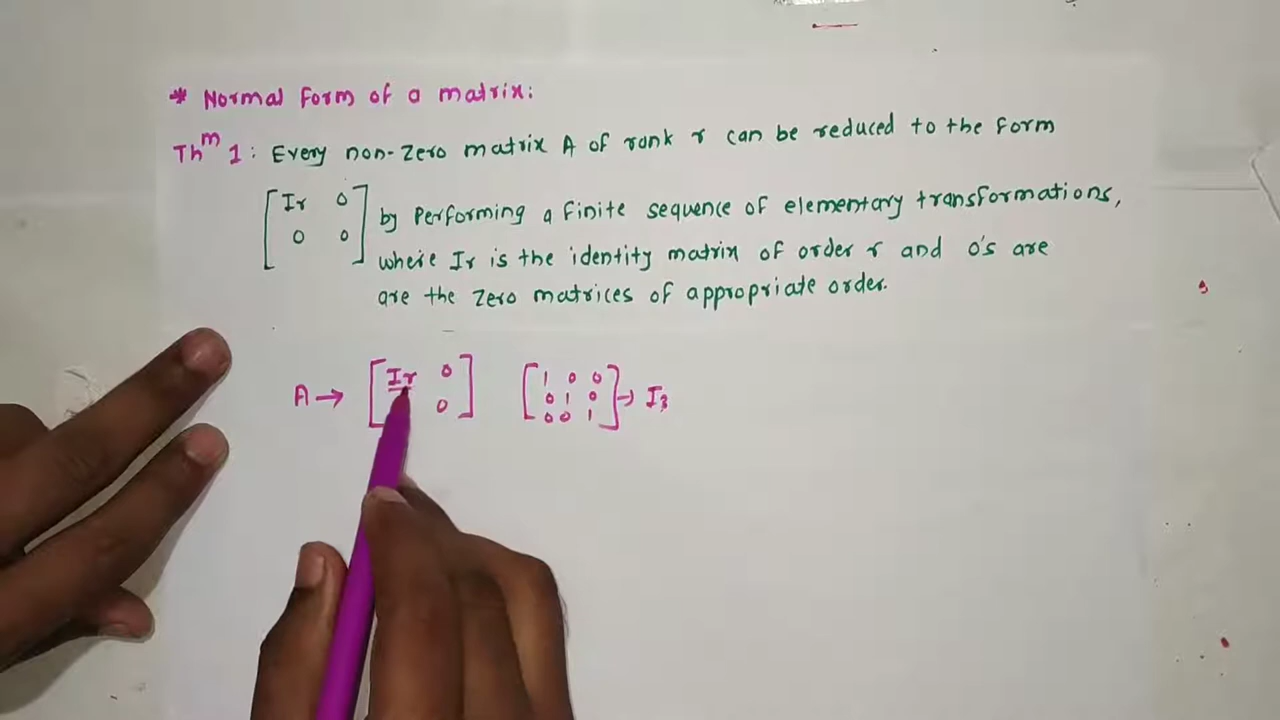 * Normal form of a matrix:
Thm 1: Every non-zero matrix A of rank r can be reduced to the form
[Ir 0
0 0] by performing a finite sequence of elementary transformations,
where Ir is the identity matrix of order r and 0's are
are the zero matrices of appropriate order.
A → [Ir 0
0] [1 0 0
0 1 0
0 0 1] → I3